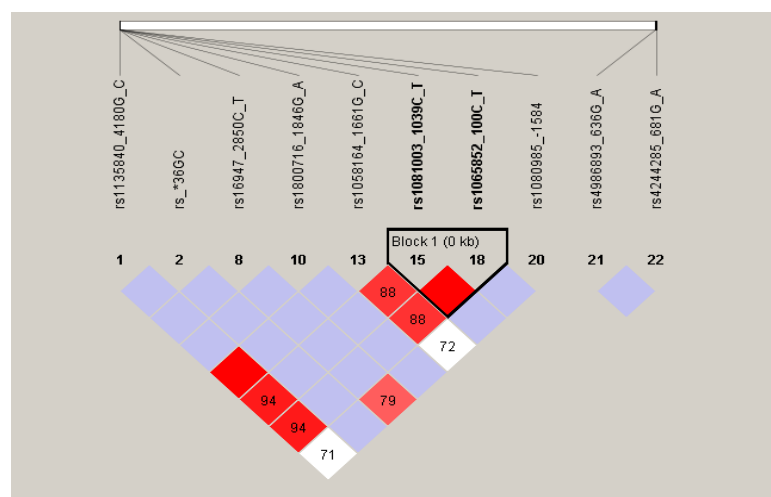 rs1135840_4180G_C
rs_*36GC
rs16947_2850C_T
rs1800716_1846G_A
rs1058164_1661G_C
rs1081003_1039C_T
rs1065852_100C_T
rs1080985_-1584
rs4986893_636G_A
rs4244285_681G_A
Block 1 (0 kb)
1 2 8 10 13 15 18 20 21 22
88
88
72
94
79
94
71